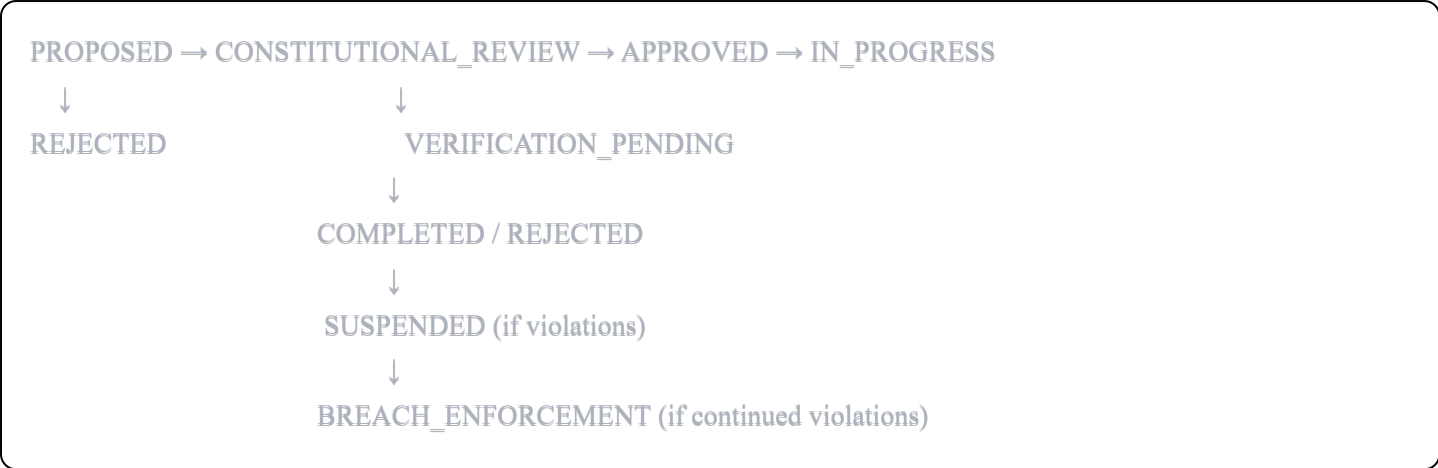 PROPOSED → CONSTITUTIONAL_REVIEW → APPROVED → IN_PROGRESS
↓ ↓
REJECTED VERIFICATION_PENDING
↓
COMPLETED / REJECTED
↓
SUSPENDED (if violations)
↓
BREACH_ENFORCEMENT (if continued violations)